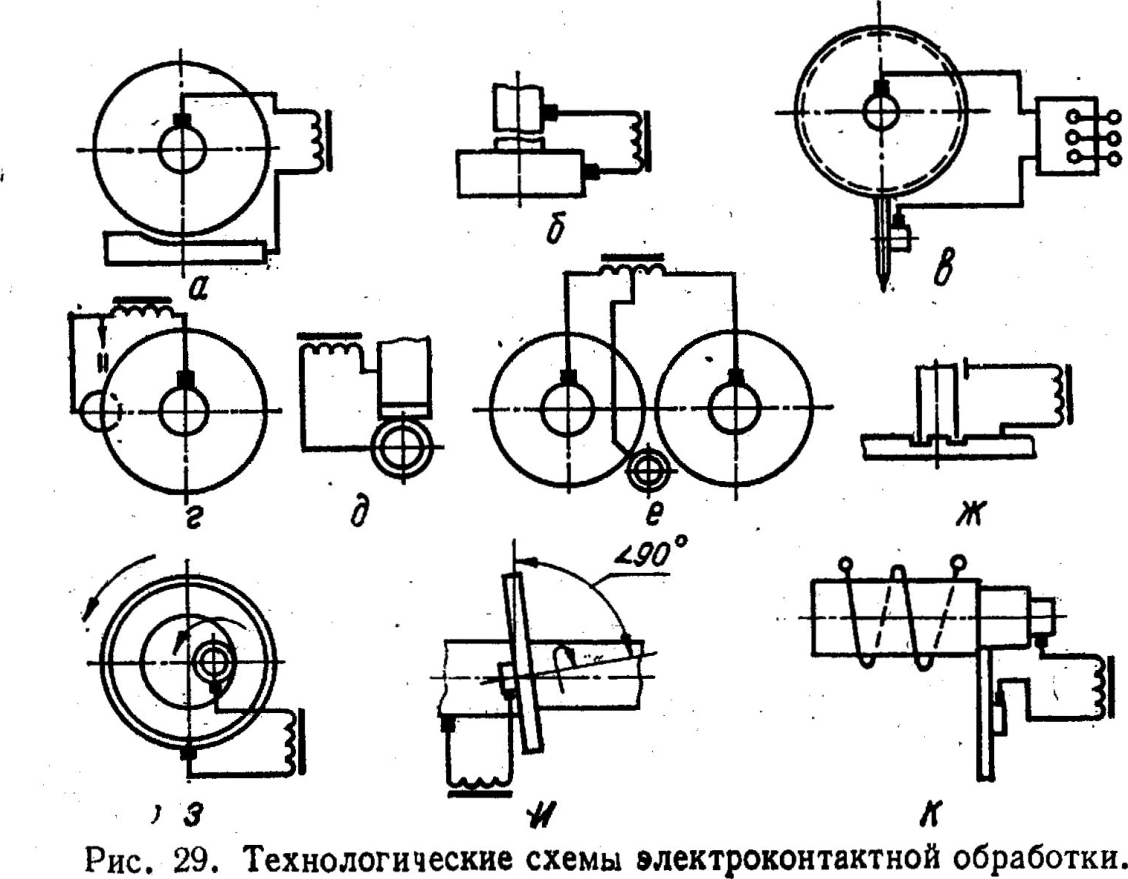 а
б
в
г
д
е
ж
<90°
"α
з
и
к
Рис. 29. Технологические схемы электроконтактной обработки.